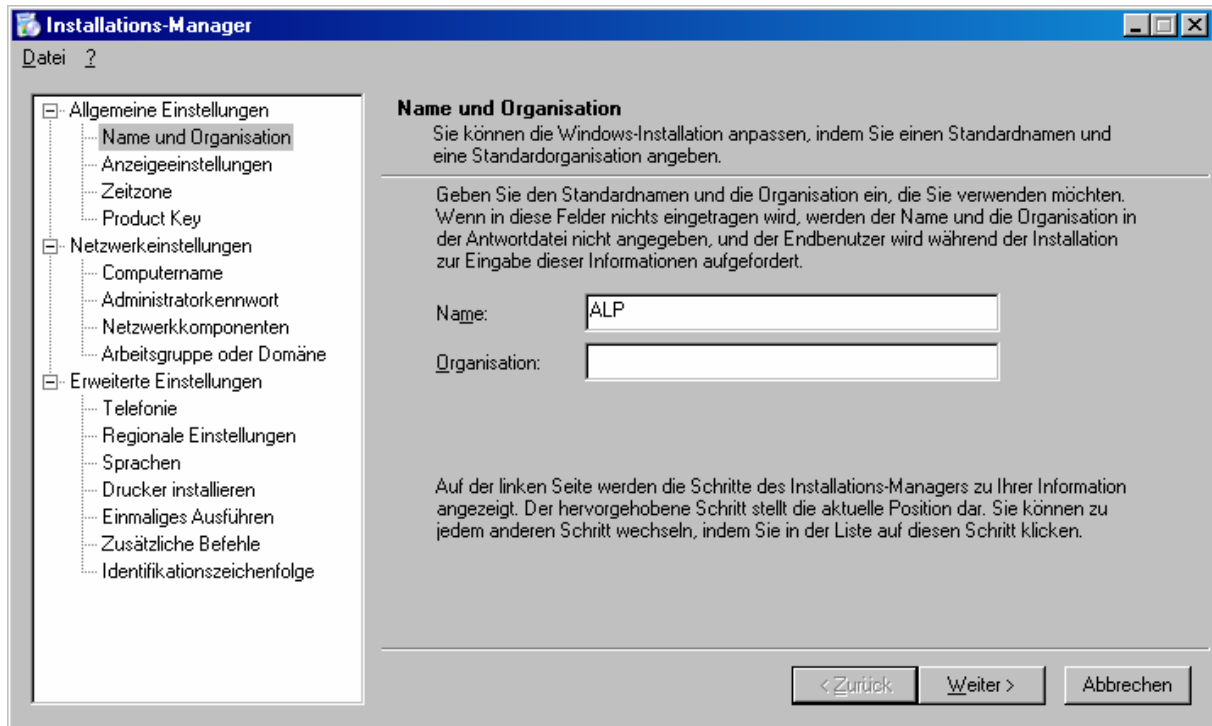 Installations-Manager
Datei ?
Allgemeine Einstellungen
Name und Organisation
Anzeigeeinstellungen
Zeitzone
Product Key
Netzwerkeinstellungen
Computername
Administratorkennwort
Netzwerkkomponenten
Arbeitsgruppe oder Domäne
Erweiterte Einstellungen
Telefonie
Regionale Einstellungen
Sprachen
Drucker installieren
Einmaliges Ausführen
Zusätzliche Befehle
Identifikationszeichenfolge
Name und Organisation
Sie können die Windows-Installation anpassen, indem Sie einen Standardnamen und
eine Standardorganisation angeben.
Geben Sie den Standardnamen und die Organisation ein, die Sie verwenden möchten.
Wenn in diese Felder nichts eingetragen wird, werden der Name und die Organisation in
der Antwortdatei nicht angegeben, und der Endbenutzer wird während der Installation
zur Eingabe dieser Informationen aufgefordert.
Name: ALP
Organisation:
Auf der linken Seite werden die Schritte des Installations-Managers zu Ihrer Information
angezeigt. Der hervorgehobene Schritt stellt die aktuelle Position dar. Sie können zu
jedem anderen Schritt wechseln, indem Sie in der Liste auf diesen Schritt klicken.
< Zurück Weiter > Abbrechen